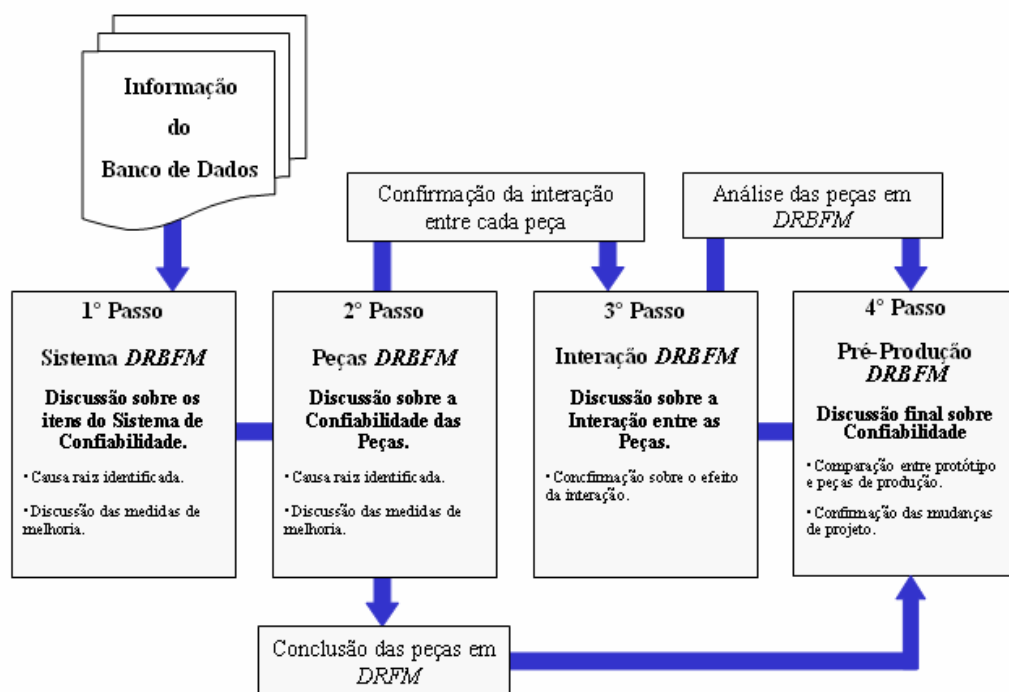 Informação
do
Banco de Dados
Confirmação da interação
entre cada peça
Análise das peças em
DRBFM
1° Passo
Sistema DRBFM
Discussão sobre os
itens do Sistema de
Confiabilidade.
• Causa raiz identificada.
• Discussão das medidas de
melhoria.
2° Passo
Peças DRBFM
Discussão sobre a
Confiabilidade das
Peças.
• Causa raiz identificada.
• Discussão das medidas de
melhoria.
3° Passo
Interação DRBFM
Discussão sobre a
Interação entre as
Peças.
• Concfirmação sobre o efeito
da interação.
4° Passo
Pré-Produção
DRBFM
Discussão final sobre
Confiabilidade
• Comparação entre protótipo
e peças de produção.
• Confirmação das mudanças
de projeto.
Conclusão das peças em
DRFM